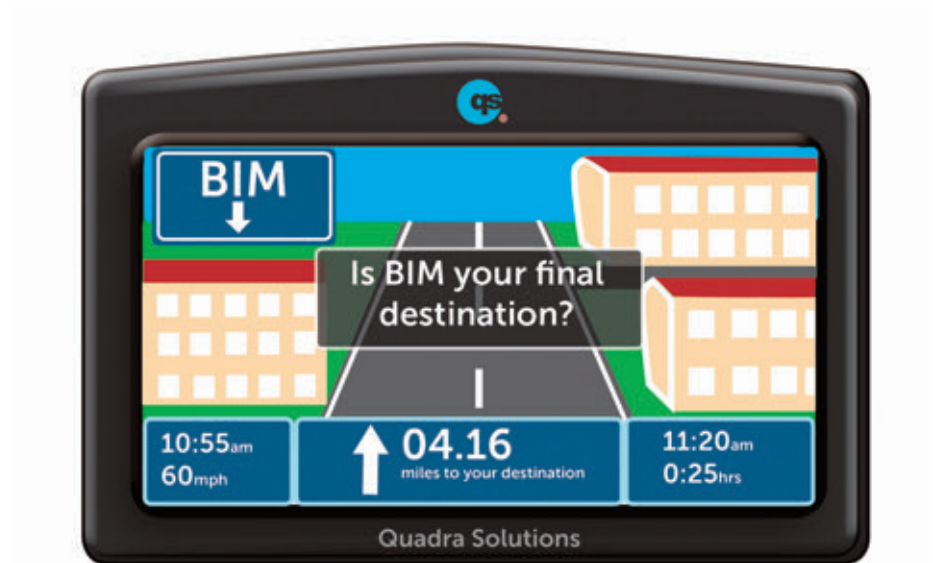 qs.
BIM
Is BIM your final
destination?
10:55am
60mph
04.16
miles to your destination
11:20am
0:25hrs
Quadra Solutions